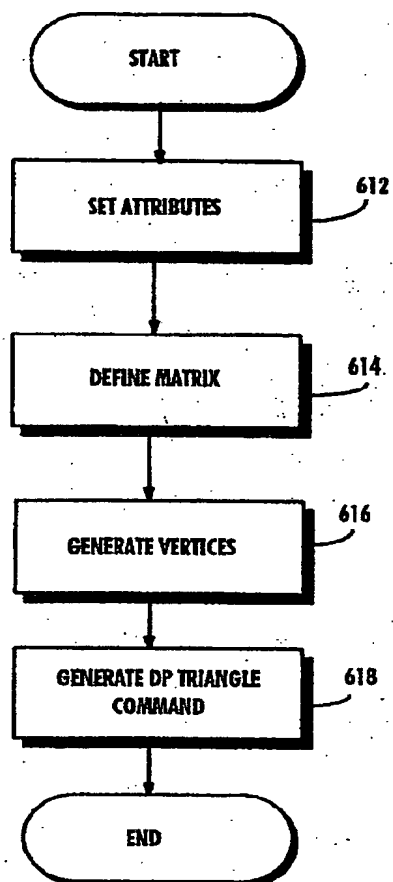 START
SET ATTRIBUTES
612
DEFINE MATRIX
614
GENERATE VERTICES
616
GENERATE DP TRIANGLE
COMMAND
618
END